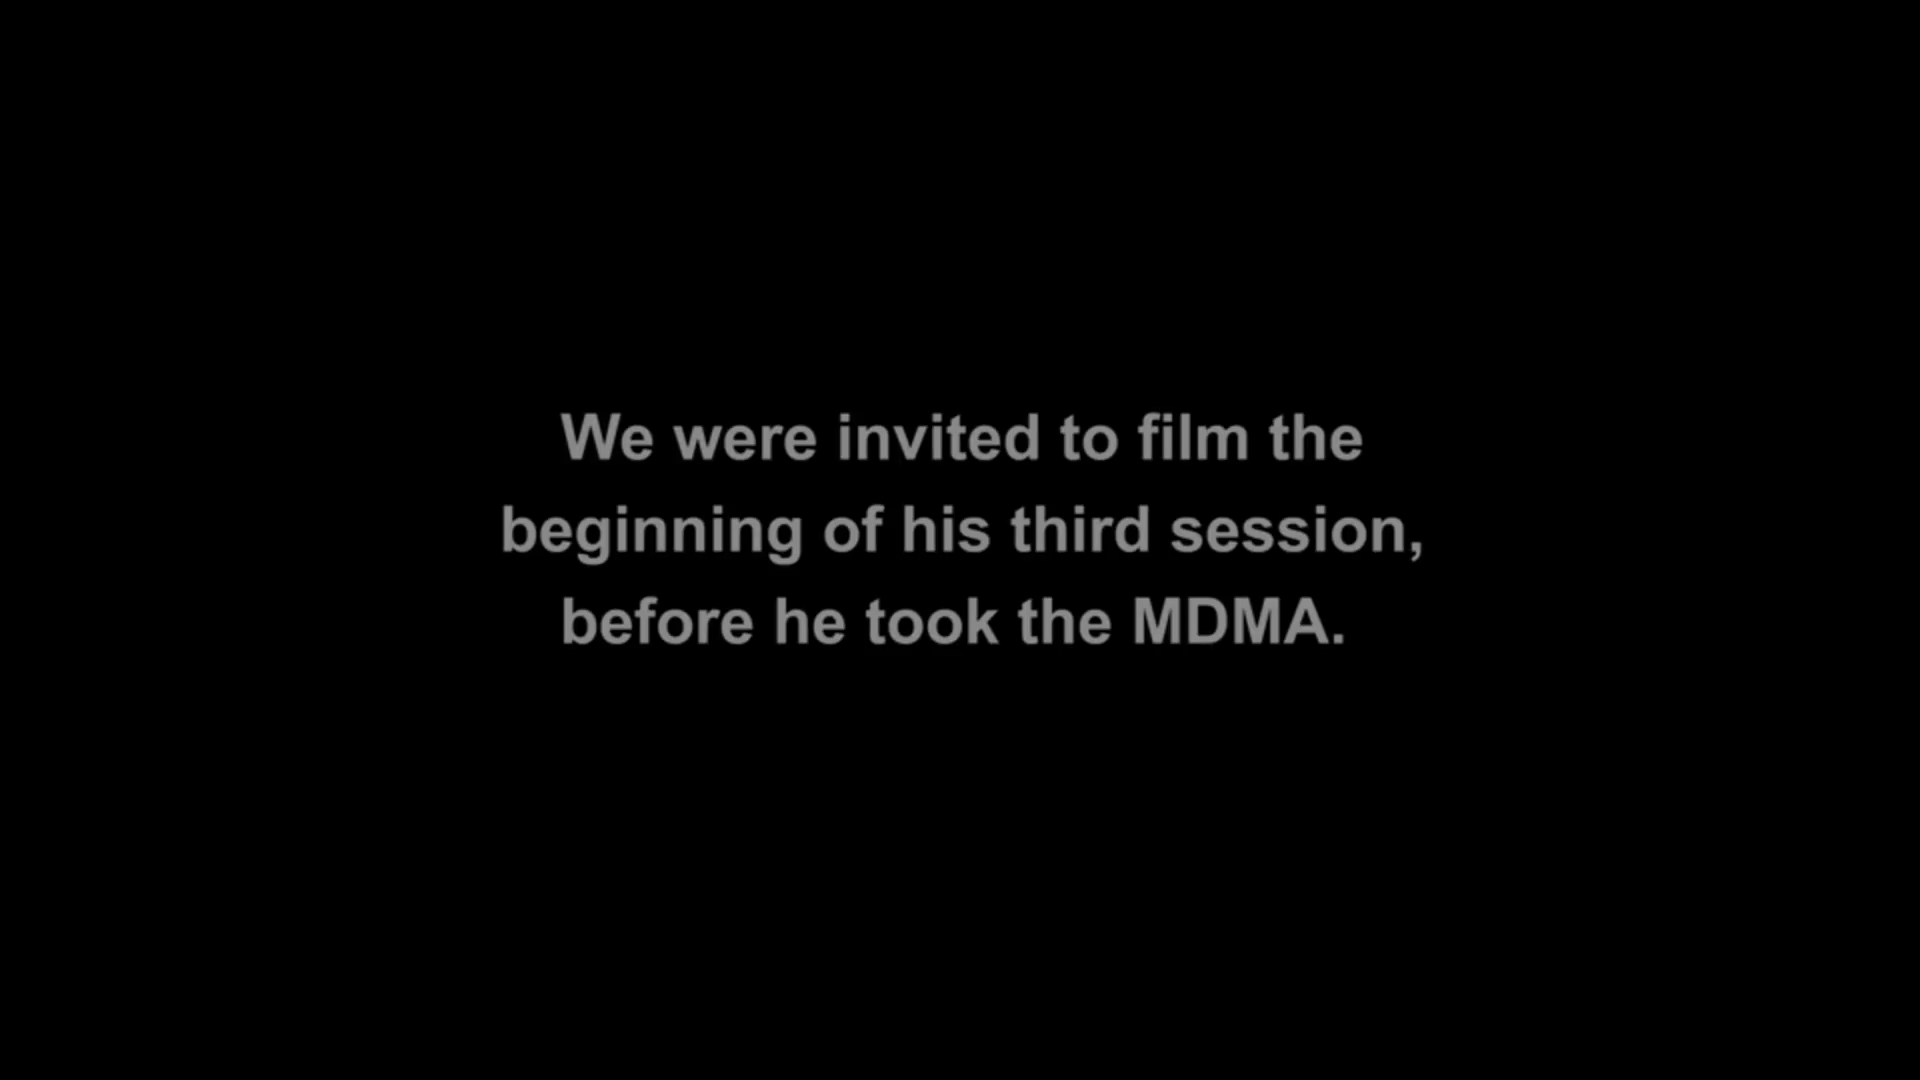 We were invited to film the
beginning of his third session,
before he took the MDMA.